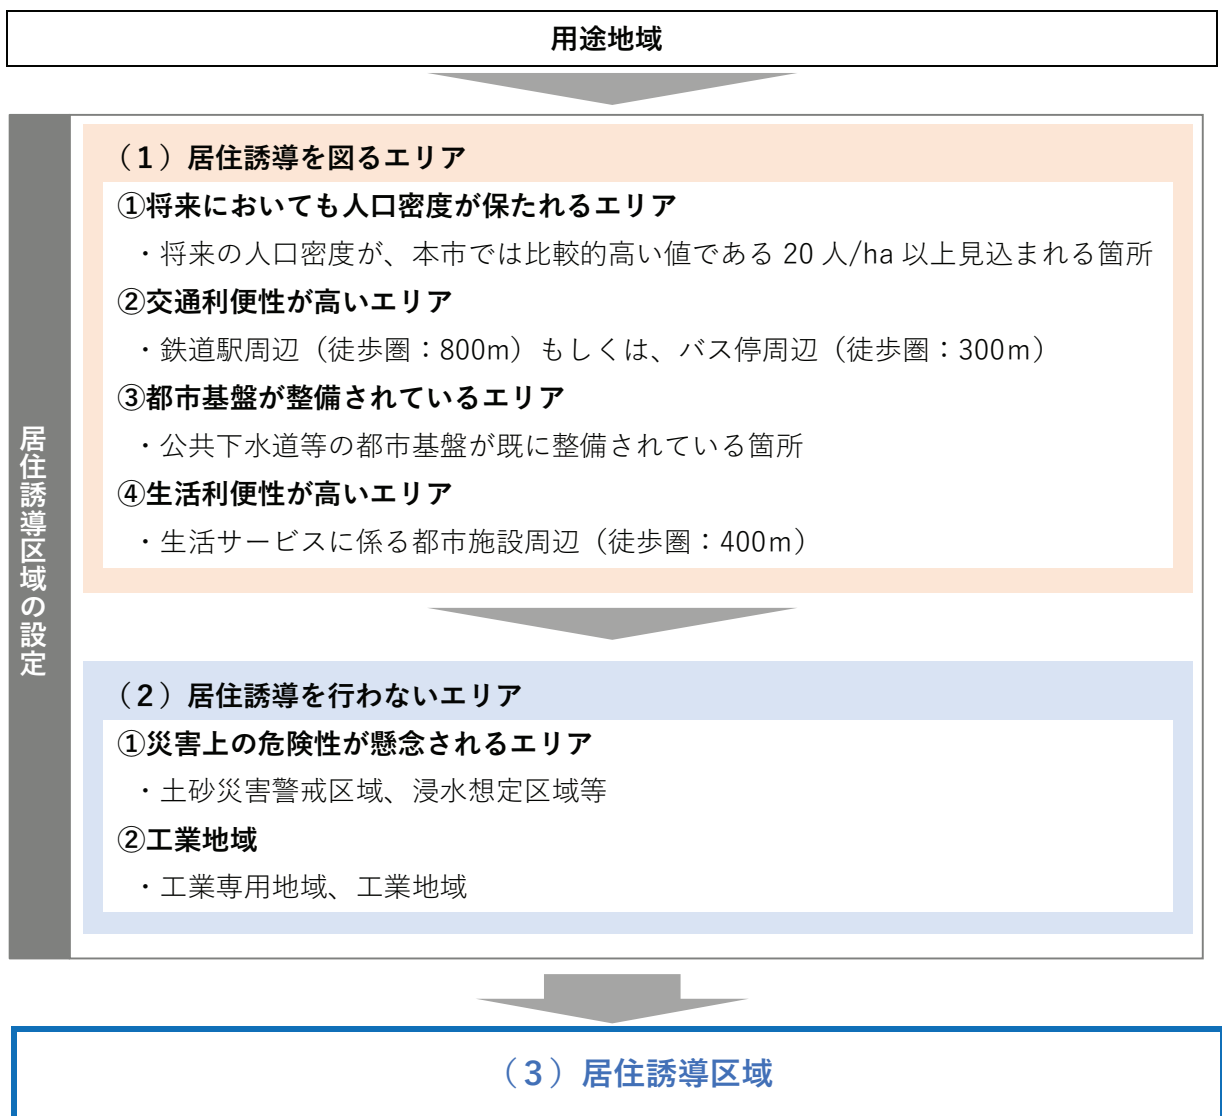 用途地域
居住誘導区域の設定
（1）居住誘導を図るエリア
①将来においても人口密度が保たれるエリア
・将来の人口密度が、本市では比較的高い値である 20 人/ha 以上見込まれる箇所
②交通利便性が高いエリア
・鉄道駅周辺（徒歩圏：800m）もしくは、バス停周辺（徒歩圏：300m）
③都市基盤が整備されているエリア
・公共下水道等の都市基盤が既に整備されている箇所
④生活利便性が高いエリア
・生活サービスに係る都市施設周辺（徒歩圏：400m）
（2）居住誘導を行わないエリア
①災害上の危険性が懸念されるエリア
・土砂災害警戒区域、浸水想定区域等
②工業地域
・工業専用地域、工業地域
（3）居住誘導区域